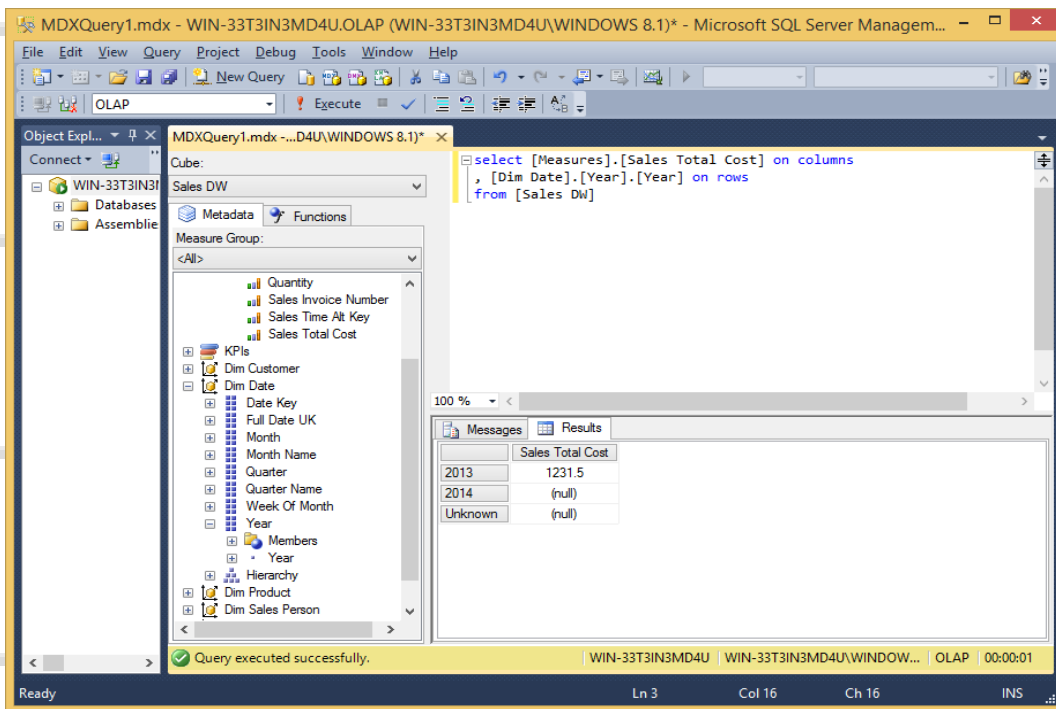 MDXQuery1.mdx - WIN-33T3IN3MD4U.OLAP (WIN-33T3IN3MD4U\WINDOWS 8.1)* - Microsoft SQL Server Managem...
File Edit View Query Project Debug Tools Window Help
New Query
OLAP Execute
Object Expl...
Connect
WIN-33T3IN3
Databases
Assemblie
MDXQuery1.mdx -...D4U\WINDOWS 8.1)*
Cube:
Sales DW
Metadata Functions
Measure Group:
<All>
Quantity
Sales Invoice Number
Sales Time Alt Key
Sales Total Cost
KPIs
Dim Customer
Dim Date
Date Key
Full Date UK
Month
Month Name
Quarter
Quarter Name
Week Of Month
Year
Members
Year
Hierarchy
Dim Product
Dim Sales Person
select [Measures].[Sales Total Cost] on columns
, [Dim Date].[Year].[Year] on rows
from [Sales DW]
100 %
Messages Results
Sales Total Cost
2013 1231.5
2014 (null)
Unknown (null)
Query executed successfully. WIN-33T3IN3MD4U WIN-33T3IN3MD4U\WINDOW... OLAP 00:00:01
Ready Ln 3 Col 16 Ch 16 INS